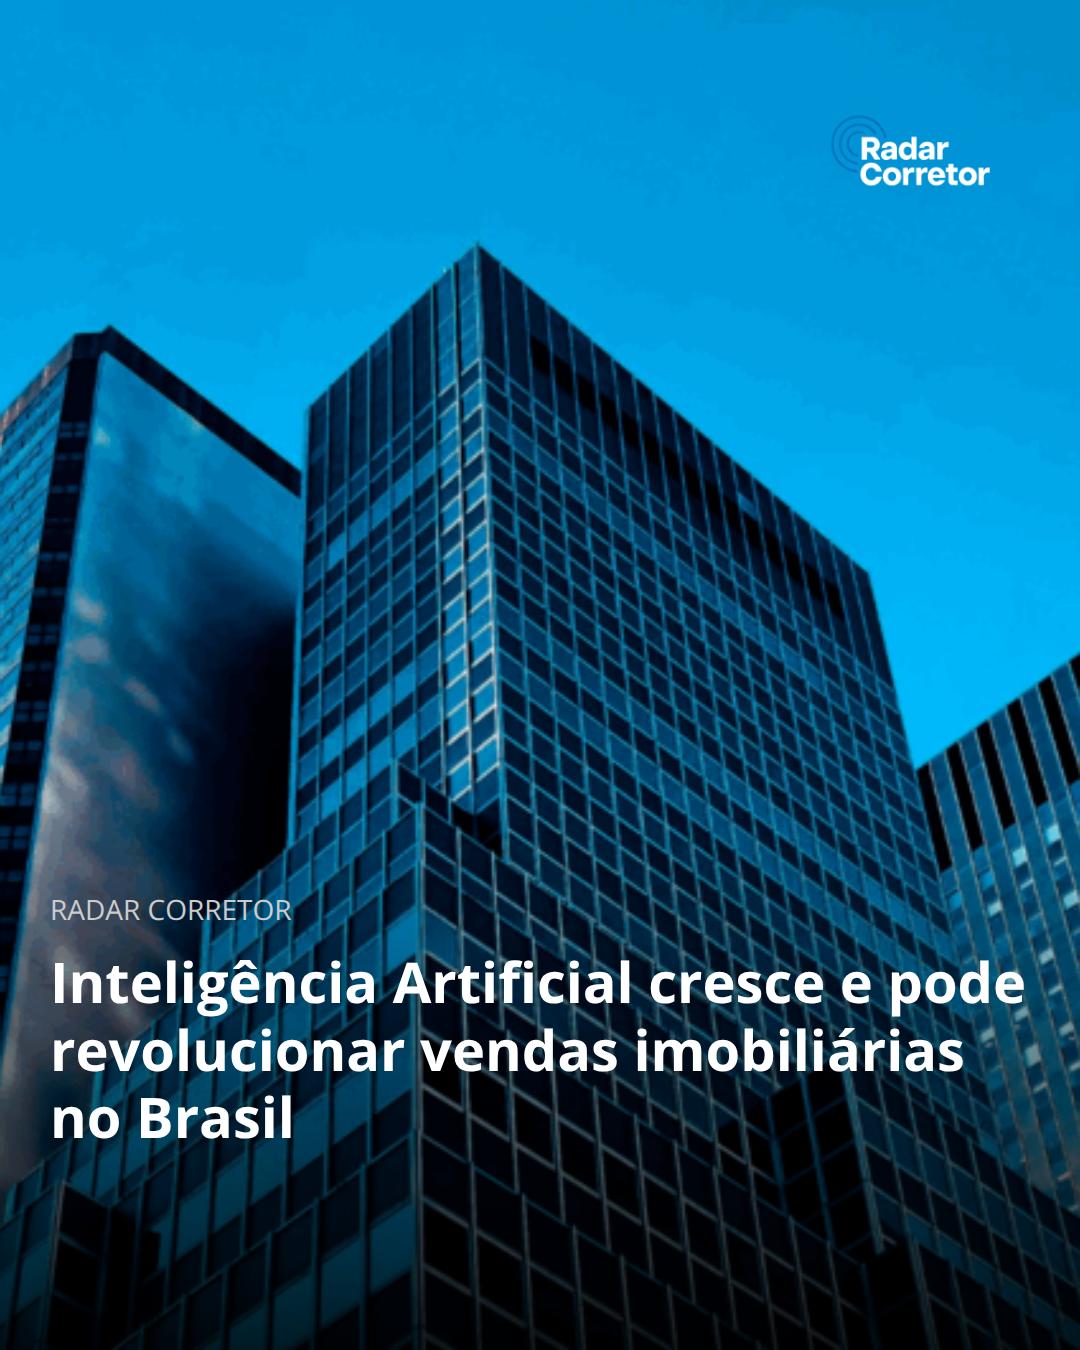 Radar
Corretor
RADAR CORRETOR
Inteligência Artificial cresce e pode
revolucionar vendas imobiliárias
no Brasil